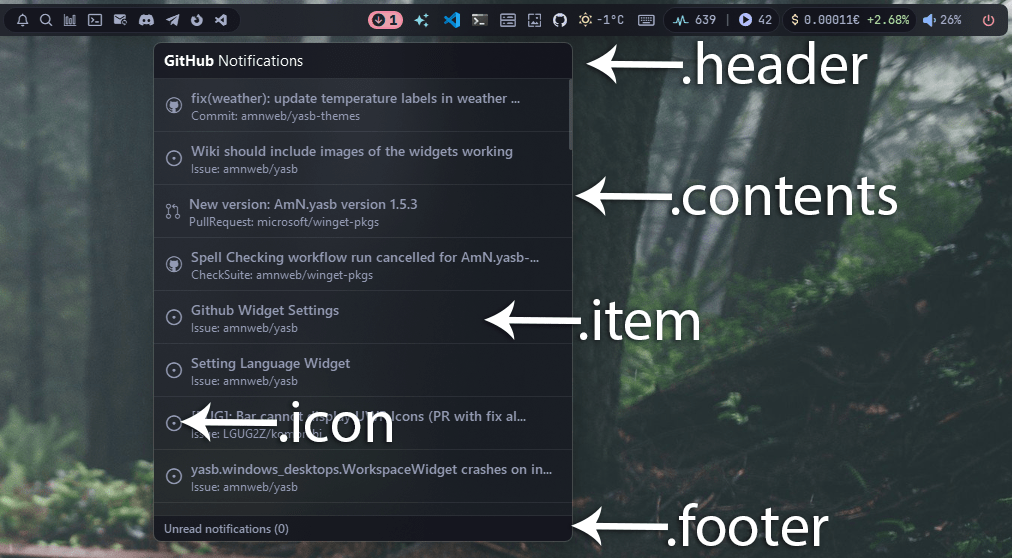 1 -1°C 639 42 $ 0.00011€ +2.68% 26%
GitHub Notifications
.header
fix(weather): update temperature labels in weather ...
Commit: amnweb/yasb-themes
Wiki should include images of the widgets working
Issue: amnweb/yasb
New version: AmN.yasb version 1.5.3
.contents
PullRequest: microsoft/winget-pkgs
Spell Checking workflow run cancelled for AmN.yasb-...
CheckSuite: amnweb/winget-pkgs
Github Widget Settings
.item
Issue: amnweb/yasb
Setting Language Widget
Issue: amnweb/yasb
Bar cannot display Icons (PR with fix al...
.icon
Issue: LGUG2Z/komorebi
yasb.windows_desktops.WorkspaceWidget crashes on in...
Issue: amnweb/yasb
Unread notifications (0)
.footer